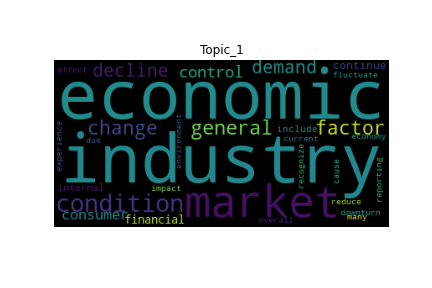 Topic_1
affect decline control demand continue
fluctuate
economic
experience change environment general include factor
due current economy
industry
recognize cause reporting
internal impact
condition market reduce
consumer financial overall downturn
many